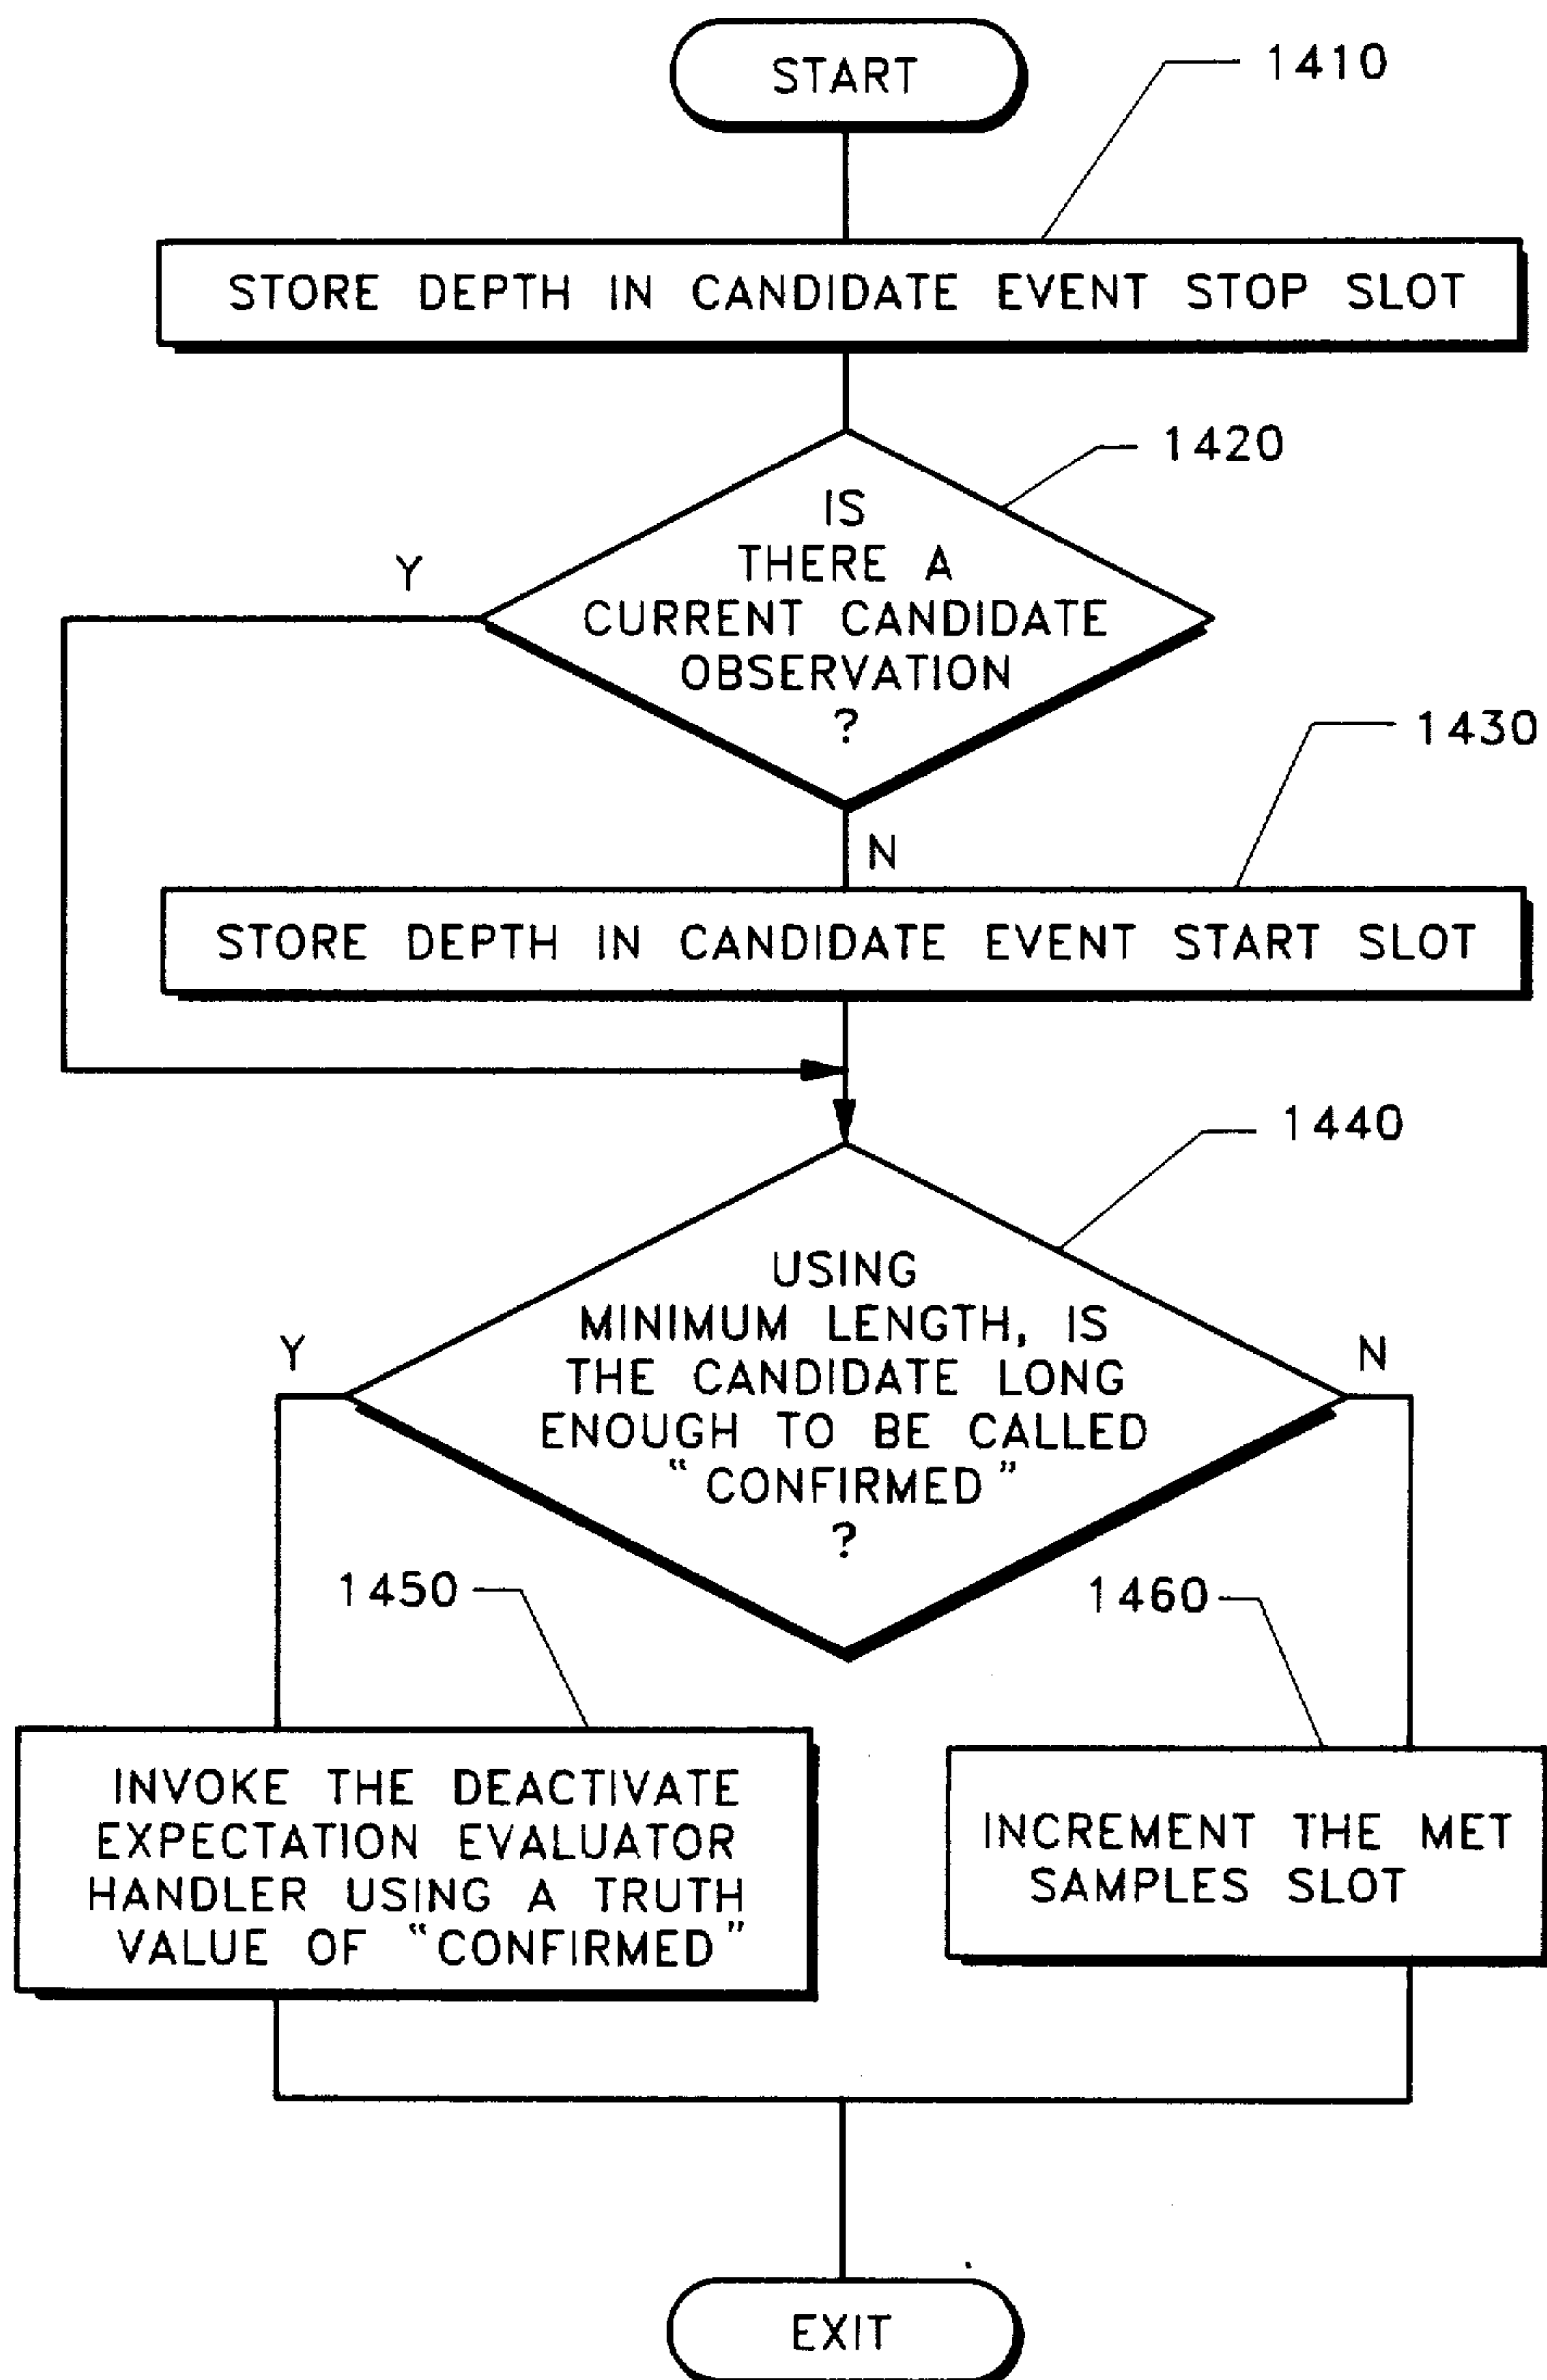 START
1410
STORE DEPTH IN CANDIDATE EVENT STOP SLOT
1420
IS
THERE A
CURRENT CANDIDATE
OBSERVATION
?
Y
N
1430
STORE DEPTH IN CANDIDATE EVENT START SLOT
1440
USING
MINIMUM LENGTH, IS
THE CANDIDATE LONG
ENOUGH TO BE CALLED
“CONFIRMED”
?
Y
N
1450
1460
INVOKE THE DEACTIVATE
EXPECTATION EVALUATOR
HANDLER USING A TRUTH
VALUE OF “CONFIRMED”
INCREMENT THE MET
SAMPLES SLOT
EXIT